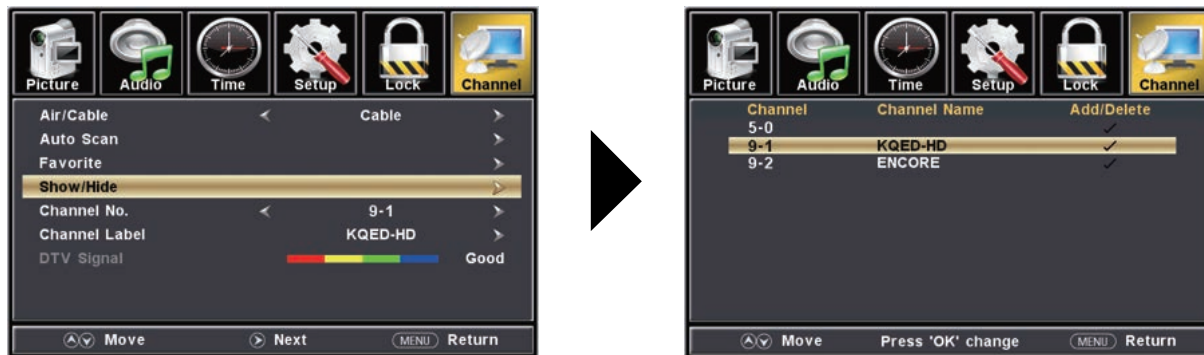 Picture Audio Time Setup Lock Channel
Air/Cable Cable
Auto Scan
Favorite
Show/Hide
Channel No. 9-1
Channel Label KQED-HD
DTV Signal Good
Move Next MENU Return
Picture Audio Time Setup Lock Channel
Channel Channel Name Add/Delete
5-0
9-1 KQED-HD
9-2 ENCORE
Move Press 'OK' change MENU Return